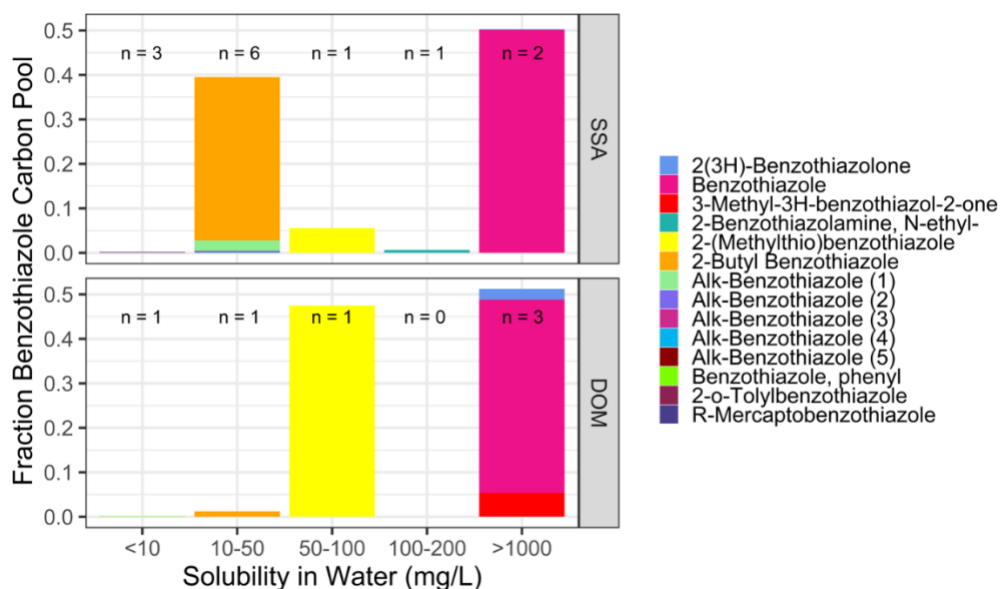 Fraction Benzothiazole Carbon Pool
0.5
0.4
0.3
0.2
0.1
0.0
n = 3
n = 6
n = 1
n = 1
n = 2
SSA
0.5
0.4
0.3
0.2
0.1
0.0
n = 1
n = 1
n = 1
n = 0
n = 3
DOM
<10
10-50
50-100
100-200
>1000
Solubility in Water (mg/L)
2(3H)-Benzothiazolone
Benzothiazole
3-Methyl-3H-benzothiazol-2-one
2-Benzothiazolamine, N-ethyl-
2-(Methylthio)benzothiazole
2-Butyl Benzothiazole
Alk-Benzothiazole (1)
Alk-Benzothiazole (2)
Alk-Benzothiazole (3)
Alk-Benzothiazole (4)
Alk-Benzothiazole (5)
Benzothiazole, phenyl
2-o-Tolylbenzothiazole
R-Mercaptobenzothiazole